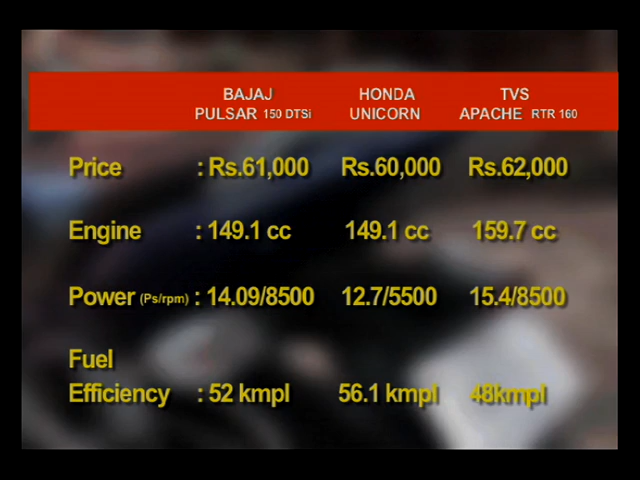 BAJAJ HONDA TVS
PULSAR 150 DTSi UNICORN APACHE RTR 160
Price : Rs.61,000 Rs.60,000 Rs.62,000
Engine : 149.1 cc 149.1 cc 159.7 cc
Power (Ps/rpm) : 14.09/8500 12.7/5500 15.4/8500
Fuel
Efficiency : 52 kmpl 56.1 kmpl 48kmpl